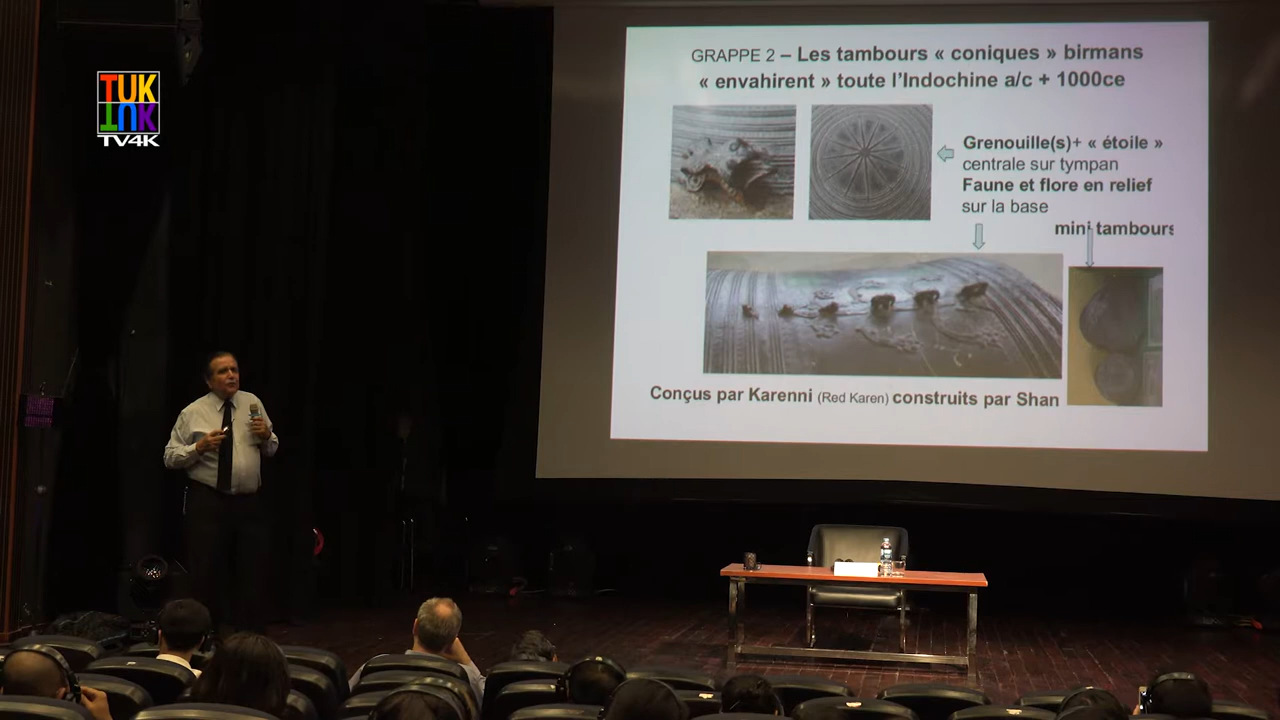 TUK
TUK
TV4K
GRAPPE 2 – Les tambours « coniques » birmans
« envahirent » toute l’Indochine a/c + 1000ce
Grenouille(s)+ « étoile »
centrale sur tympan
Faune et flore en relief
sur la base
mini tambours
Conçus par Karenni (Red Karen) construits par Shan